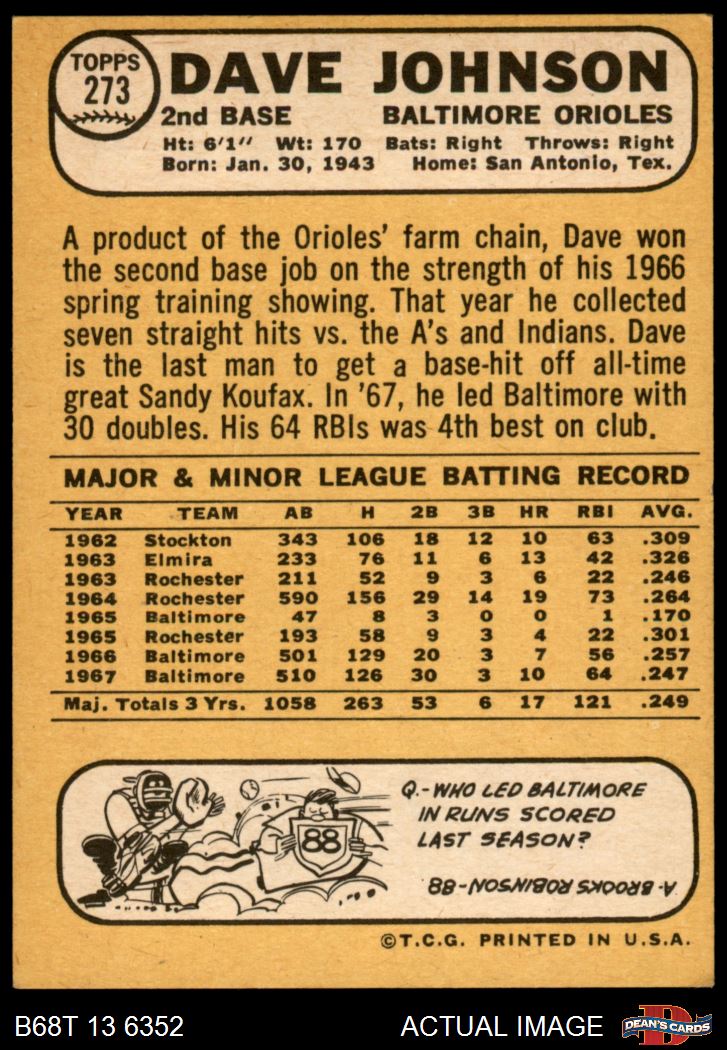 TOPPS
273
DAVE JOHNSON
2nd BASE BALTIMORE ORIOLES
Ht: 6'1" Wt: 170 Bats: Right Throws: Right
Born: Jan. 30, 1943 Home: San Antonio, Tex.
A product of the Orioles' farm chain, Dave won
the second base job on the strength of his 1966
spring training showing. That year he collected
seven straight hits vs. the A's and Indians. Dave
is the last man to get a base-hit off all-time
great Sandy Koufax. In '67, he led Baltimore with
30 doubles. His 64 RBIs was 4th best on club.
MAJOR & MINOR LEAGUE BATTING RECORD
YEAR TEAM AB H 2B 3B HR RBI AVG.
1962 Stockton 343 106 18 12 10 63 .309
1963 Elmira 233 76 11 6 13 42 .326
1963 Rochester 211 52 9 3 6 22 .246
1964 Rochester 590 156 29 14 19 73 .264
1965 Baltimore 47 8 3 0 0 1 .170
1965 Rochester 193 58 9 3 4 22 .301
1966 Baltimore 501 129 20 3 7 56 .257
1967 Baltimore 510 126 30 3 10 64 .247
Maj. Totals 3 Yrs. 1058 263 53 6 17 121 .249
88
Q.-WHO LED BALTIMORE
IN RUNS SCORED
LAST SEASON?
A-BROOKS ROBINSON-88
©T.C.G. PRINTED IN U.S.A.
B68T 13 6352 ACTUAL IMAGE
D
DEAN'S CARDS